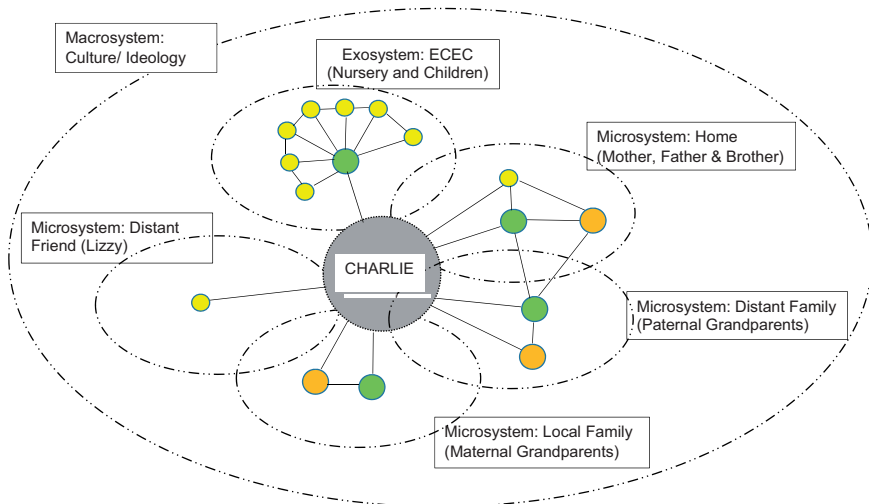 Macrosystem:
Culture/ Ideology
Exosystem: ECEC
(Nursery and Children)
Microsystem: Home
(Mother, Father & Brother)
Microsystem: Distant
Friend (Lizzy)
CHARLIE
Microsystem: Distant Family
(Paternal Grandparents)
Microsystem: Local Family
(Maternal Grandparents)